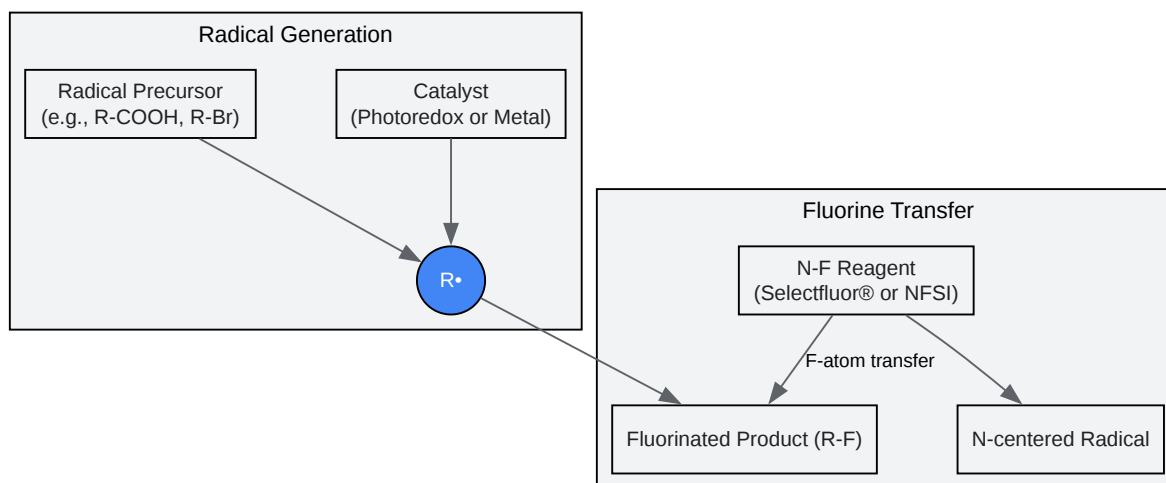 Radical Generation
Radical Precursor
(e.g., R-COOH, R-Br)
Catalyst
(Photoredox or Metal)
R•
Fluorine Transfer
N-F Reagent
(Selectfluor® or NFSI)
F-atom transfer
Fluorinated Product (R-F)
N-centered Radical